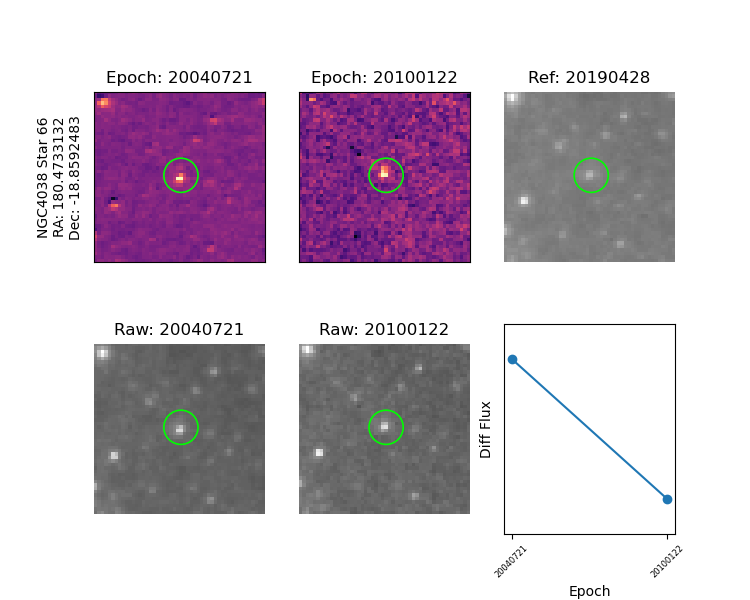 Epoch: 20040721
Epoch: 20100122
Ref: 20190428
NGC4038 Star 66
RA: 180.4733132
Dec: -18.8592483
Raw: 20040721
Raw: 20100122
Diff Flux
20040721
20100122
Epoch